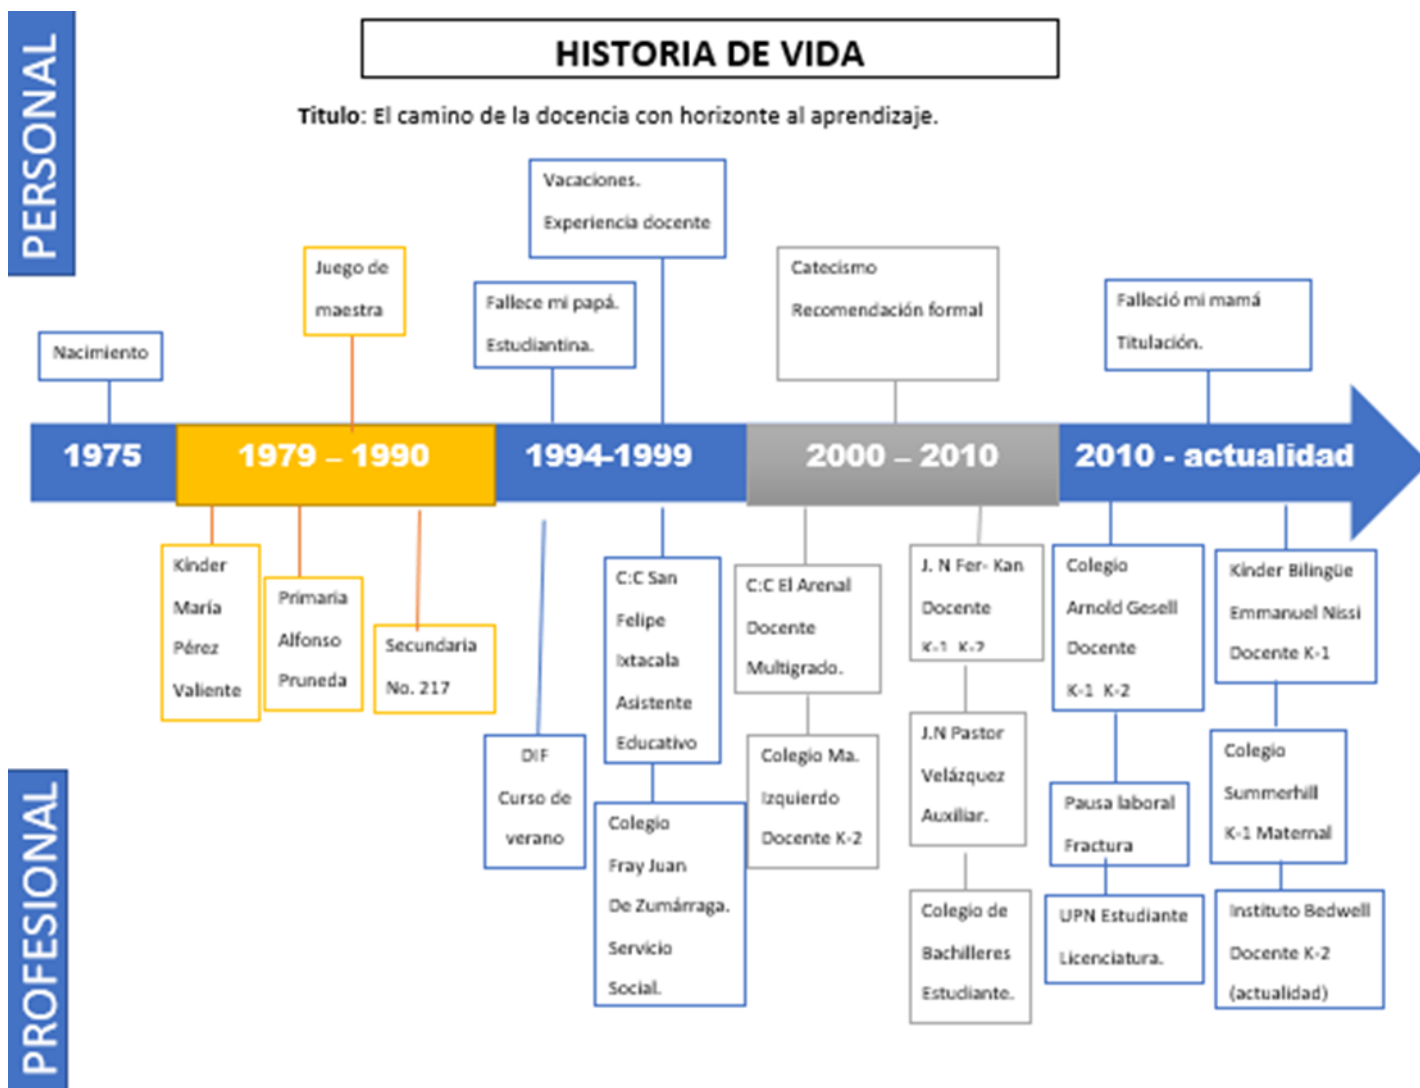 PERSONAL
HISTORIA DE VIDA
Titulo: El camino de la docencia con horizonte al aprendizaje.
Nacimiento
Juego de
maestra
Fallece mi papá.
Estudiantina.
Vacaciones.
Experiencia docente
Catecismo
Recomendación formal
Falleció mi mamá
Titulación.
1975
1979 – 1990
1994-1999
2000 – 2010
2010 - actualidad
PROFESIONAL
Kínder
María
Pérez
Valiente
Primaria
Alfonso
Pruneda
Secundaria
No. 217
DIF
Curso de
verano
C:C San
Felipe
Ixtacala
Asistente
Educativo
Colegio
Fray Juan
De Zumárraga.
Servicio
Social.
C:C El Arenal
Docente
Multigrado.
Colegio Ma.
Izquierdo
Docente K-2
J. N Fer- Kan
Docente
K-1 K-2
J.N Pastor
Velázquez
Auxiliar.
Colegio de
Bachilleres
Estudiante.
Colegio
Arnold Gesell
Docente
K-1 K-2
Pausa laboral
Fractura
UPN Estudiante
Licenciatura.
Kínder Bilingüe
Emmanuel Nissi
Docente K-1
Colegio
Summerhill
K-1 Maternal
Instituto Bedwell
Docente K-2
(actualidad)